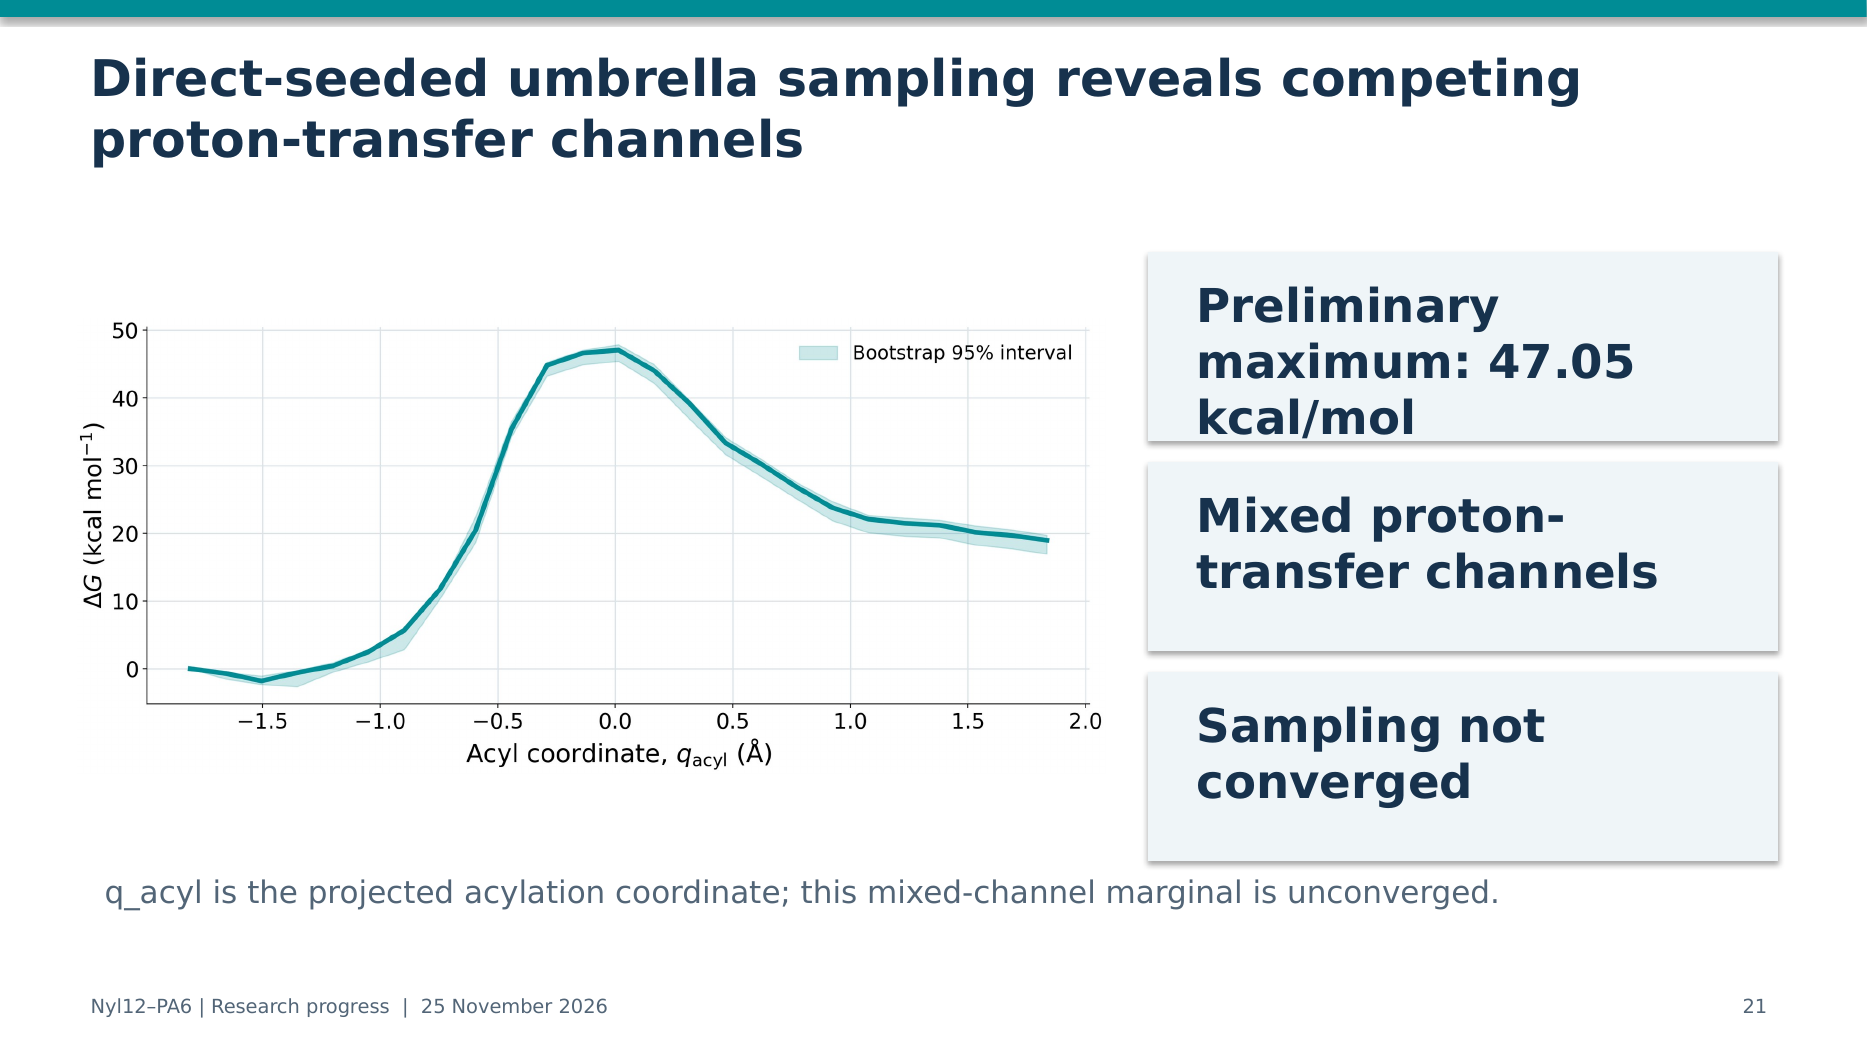 Direct-seeded umbrella sampling reveals competing
proton-transfer channels
50
40
30
20
10
0
ΔG (kcal mol⁻¹)
Bootstrap 95% interval
−1.5 −1.0 −0.5 0.0 0.5 1.0 1.5 2.0
Acyl coordinate, q_acyl (Å)
Preliminary
maximum: 47.05
kcal/mol
Mixed proton-
transfer channels
Sampling not
converged
q_acyl is the projected acylation coordinate; this mixed-channel marginal is unconverged.
Nyl12–PA6 | Research progress | 25 November 2026
21